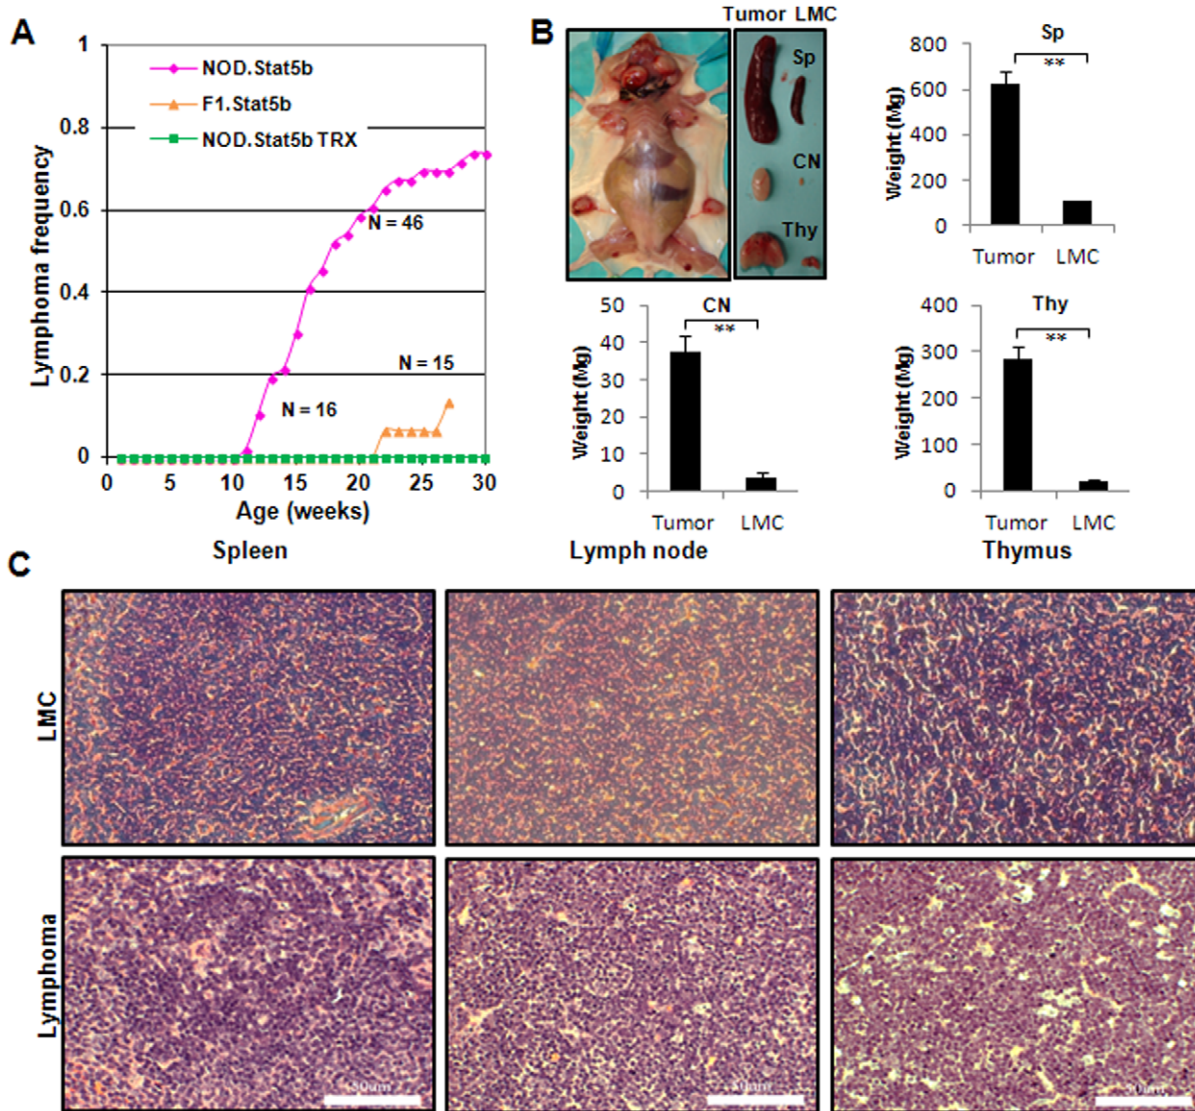 A
1
0.8
0.6
0.4
0.2
0
Lymphoma frequency
NOD.Stat5b
F1.Stat5b
NOD.Stat5b TRX
N = 46
N = 15
N = 16
0 5 10 15 20 25 30
Age (weeks)
B
Tumor LMC
Sp
CN
Thy
Sp
**
800
600
400
200
0
Weight (Mg)
Tumor LMC
CN
**
50
40
30
20
10
0
Weight (Mg)
Tumor LMC
Thy
**
400
300
200
100
0
Weight (Mg)
Tumor LMC
C
Spleen Lymph node Thymus
LMC
Lymphoma
50um
50um
50um